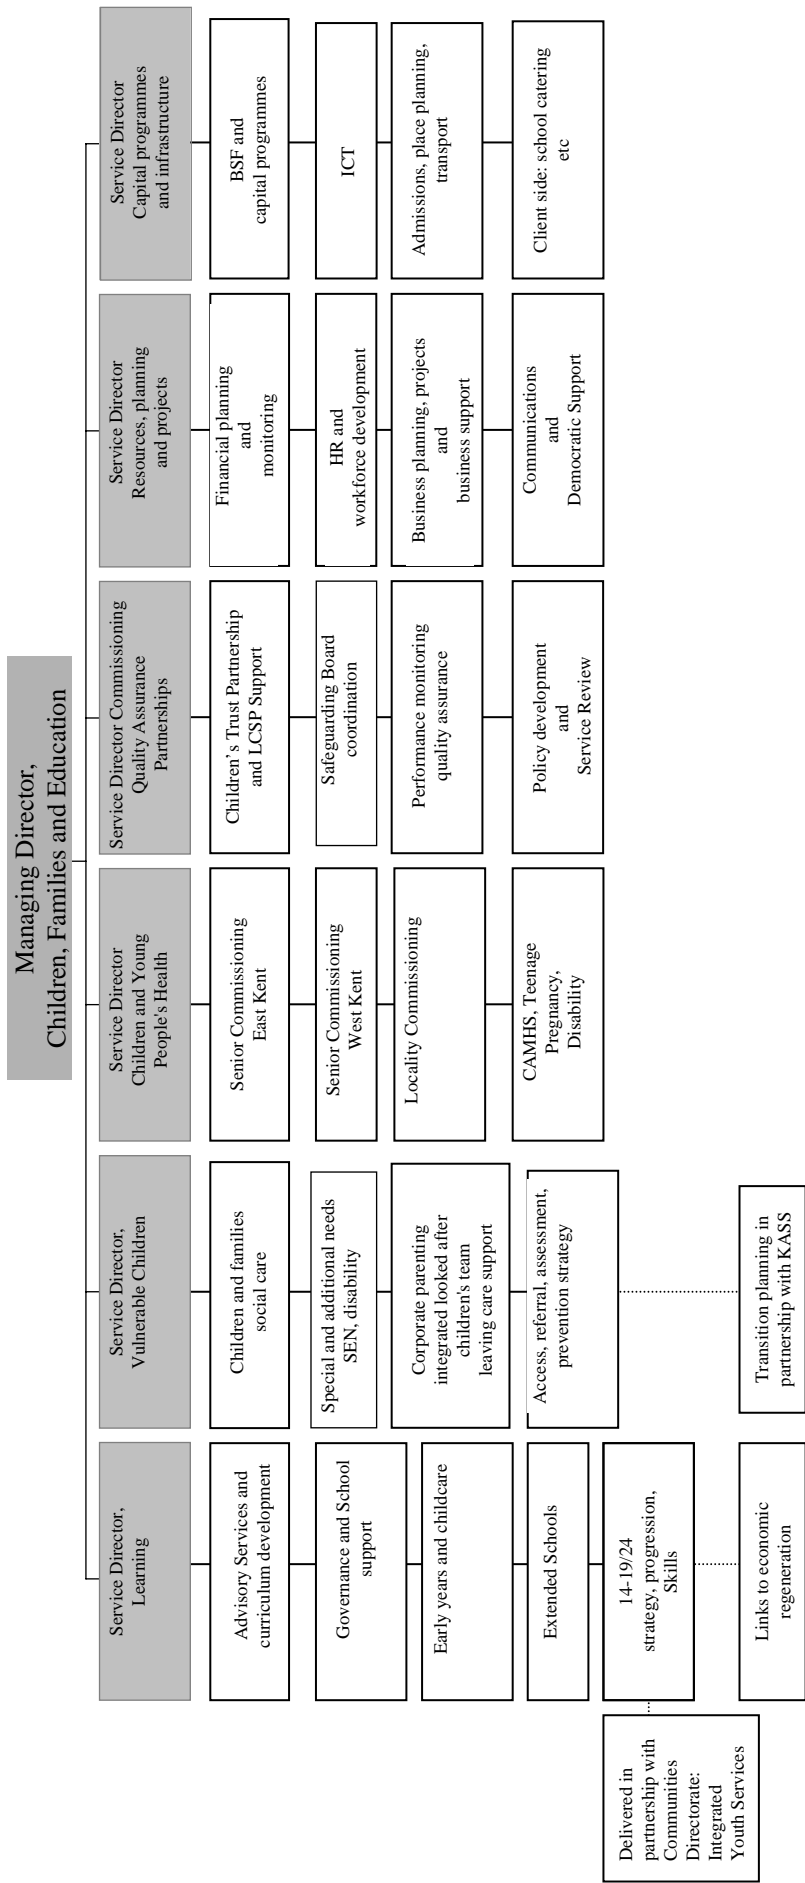 Managing Director,
Children, Families and Education
Service Director,
Learning
Advisory Services and
curriculum development
Governance and School
support
Early years and childcare
Extended Schools
14-19/24
strategy, progression,
Skills
Delivered in
partnership with
Communities
Directorate:
Integrated
Youth Services
Links to economic
regeneration
Service Director,
Vulnerable Children
Children and families
social care
Special and additional needs
SEN, disability
Corporate parenting
integrated looked after
children's team
leaving care support
Access, referral, assessment,
prevention strategy
Transition planning in
partnership with KASS
Service Director
Children and Young
People's Health
Senior Commissioning
East Kent
Senior Commissioning
West Kent
Locality Commissioning
CAMHS, Teenage
Pregnancy,
Disability
Service Director Commissioning
Quality Assurance
Partnerships
Children's Trust Partnership
and LCSP Support
Safeguarding Board
coordination
Performance monitoring
quality assurance
Policy development
and
Service Review
Service Director
Resources, planning
and projects
Financial planning
and
monitoring
HR and
workforce development
Business planning, projects
and
business support
Communications
and
Democratic Support
Service Director
Capital programmes
and infrastructure
BSF and
capital programmes
ICT
Admissions, place planning,
transport
Client side: school catering
etc